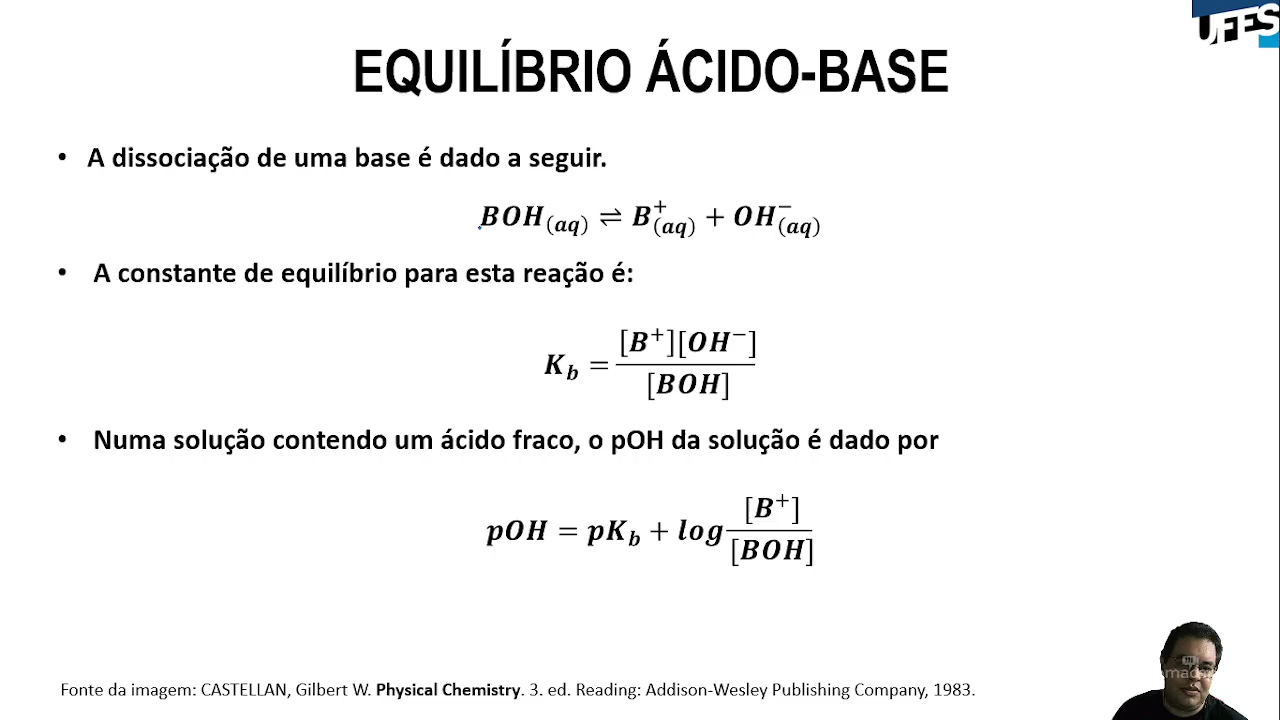 UFES
EQUILÍBRIO ÁCIDO-BASE
• A dissociação de uma base é dado a seguir.
BOH(aq) ⇌ B⁺(aq) + OH⁻(aq)
• A constante de equilíbrio para esta reação é:
K_b = [B⁺][OH⁻] / [BOH]
• Numa solução contendo um ácido fraco, o pOH da solução é dado por
pOH = pK_b + log [B⁺] / [BOH]
Fonte da imagem: CASTELLAN, Gilbert W. Physical Chemistry. 3. ed. Reading: Addison-Wesley Publishing Company, 1983.